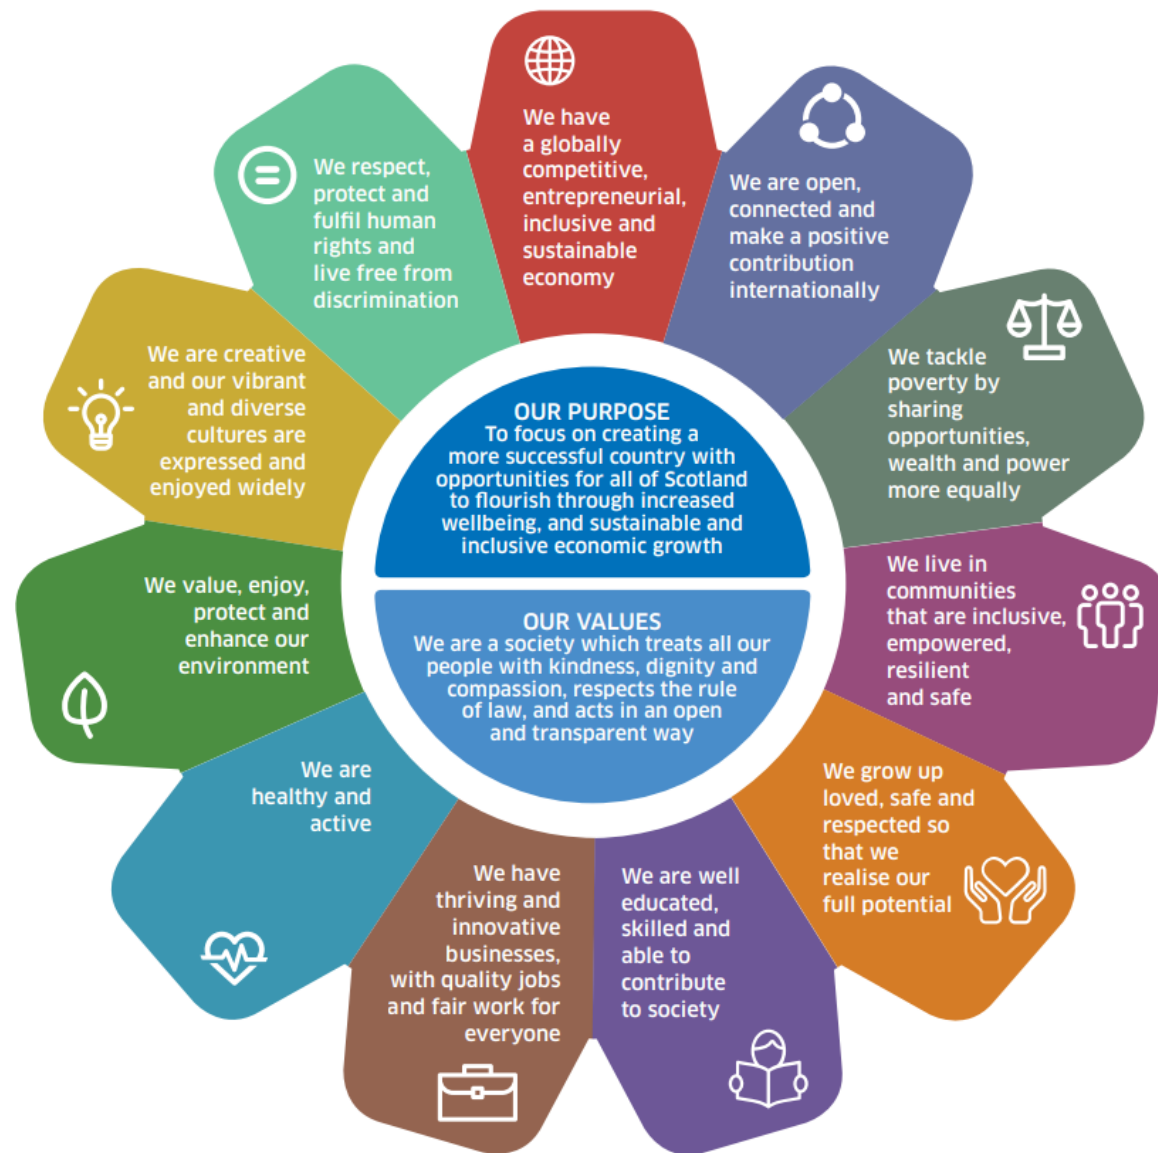 We have
a globally
competitive,
entrepreneurial,
inclusive and
sustainable
economy
We are open,
connected and
make a positive
contribution
internationally
We tackle
poverty by
sharing
opportunities,
wealth and power
more equally
We live in
communities
that are inclusive,
empowered,
resilient
and safe
We grow up
loved, safe and
respected so
that we
realise our
full potential
We are well
educated,
skilled and
able to
contribute
to society
We have
thriving and
innovative
businesses,
with quality jobs
and fair work for
everyone
We are
healthy and
active
We value, enjoy,
protect and
enhance our
environment
We are creative
and our vibrant
and diverse
cultures are
expressed and
enjoyed widely
We respect,
protect and
fulfil human
rights and
live free from
discrimination
OUR PURPOSE
To focus on creating a
more successful country with
opportunities for all of Scotland
to flourish through increased
wellbeing, and sustainable and
inclusive economic growth
OUR VALUES
We are a society which treats all our
people with kindness, dignity and
compassion, respects the rule
of law, and acts in an open
and transparent way